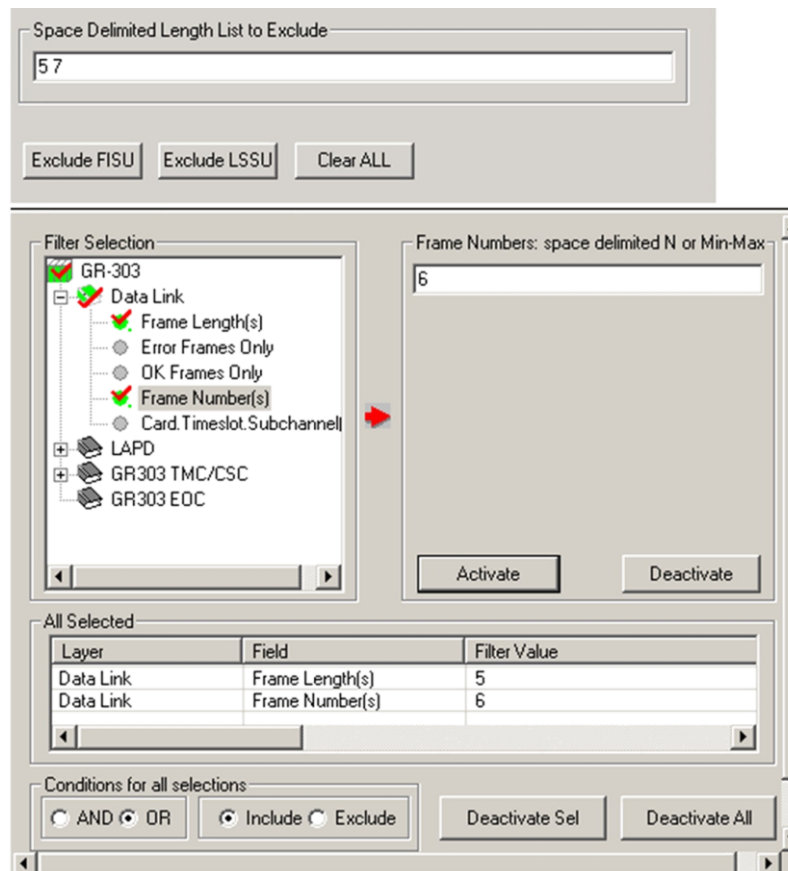 Space Delimited Length List to Exclude
5 7
Exclude FISU Exclude LSSU Clear ALL
Filter Selection
GR-303
Data Link
Frame Length(s)
Error Frames Only
OK Frames Only
Frame Number(s)
Card.Timeslot.Subchannel(
LAPD
GR303 TMC/CSC
GR303 EOC
Frame Numbers: space delimited N or Min-Max
6
Activate Deactivate
All Selected
Layer Field Filter Value
Data Link Frame Length(s) 5
Data Link Frame Number(s) 6
Conditions for all selections
AND OR Include Exclude Deactivate Sel Deactivate All